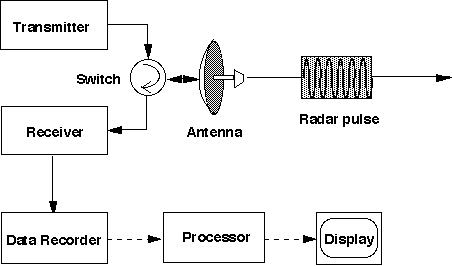 Transmitter
Switch
Receiver
Antenna
Radar pulse
Data Recorder
Processor
Display